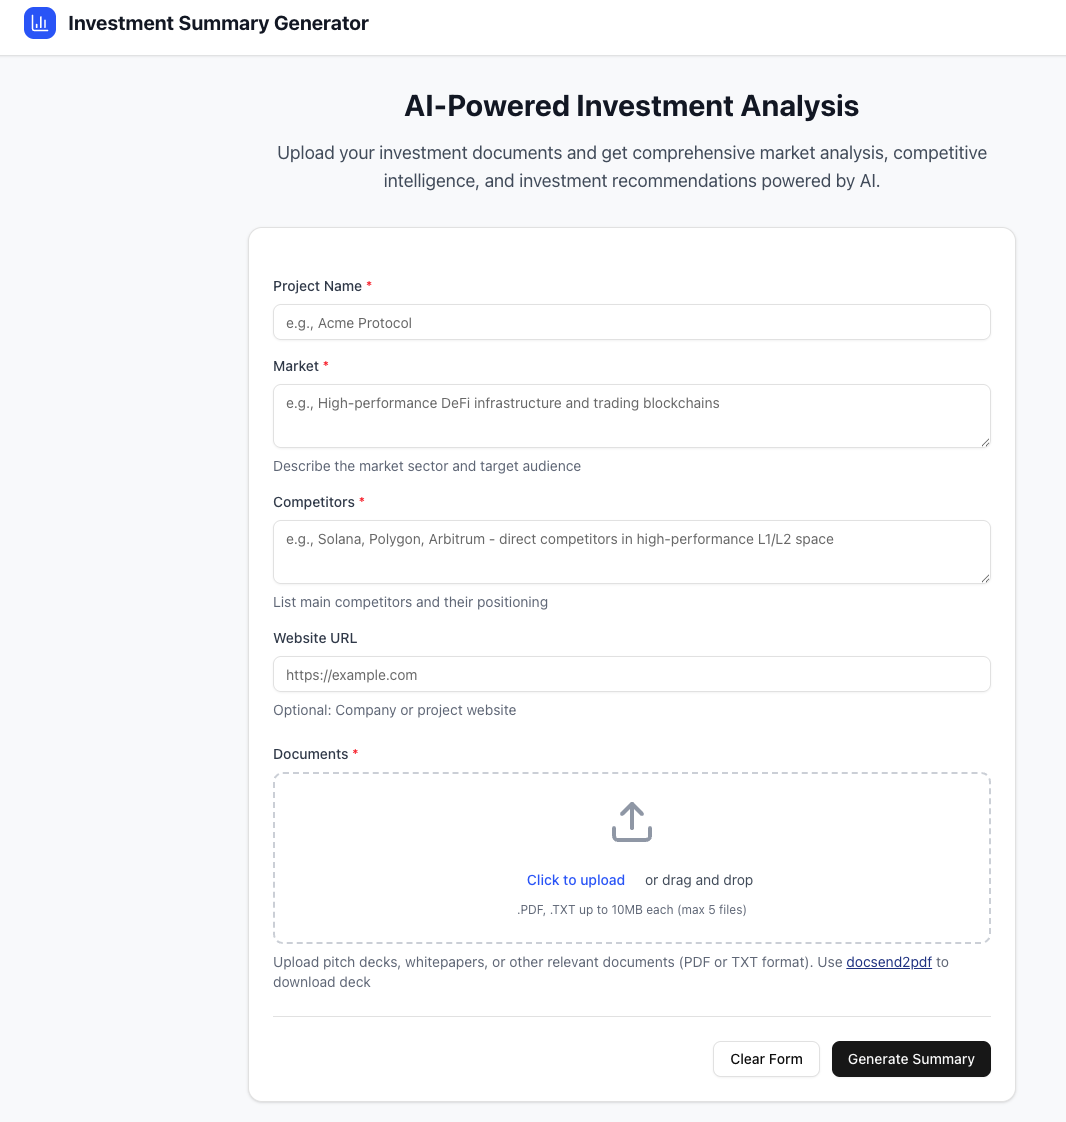 Investment Summary Generator
AI-Powered Investment Analysis
Upload your investment documents and get comprehensive market analysis, competitive
intelligence, and investment recommendations powered by AI.
Project Name *
e.g., Acme Protocol
Market *
e.g., High-performance DeFi infrastructure and trading blockchains
Describe the market sector and target audience
Competitors *
e.g., Solana, Polygon, Arbitrum - direct competitors in high-performance L1/L2 space
List main competitors and their positioning
Website URL
https://example.com
Optional: Company or project website
Documents *
Click to upload or drag and drop
.PDF, .TXT up to 10MB each (max 5 files)
Upload pitch decks, whitepapers, or other relevant documents (PDF or TXT format). Use docsend2pdf to
download deck
Clear Form Generate Summary